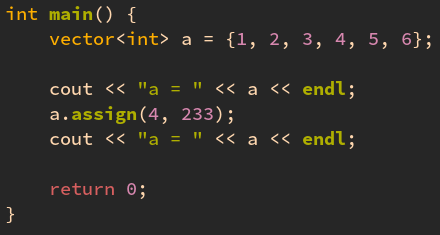 int main() {
    vector<int> a = {1, 2, 3, 4, 5, 6};
    cout << "a = " << a << endl;
    a.assign(4, 233);
    cout << "a = " << a << endl;
    return 0;
}